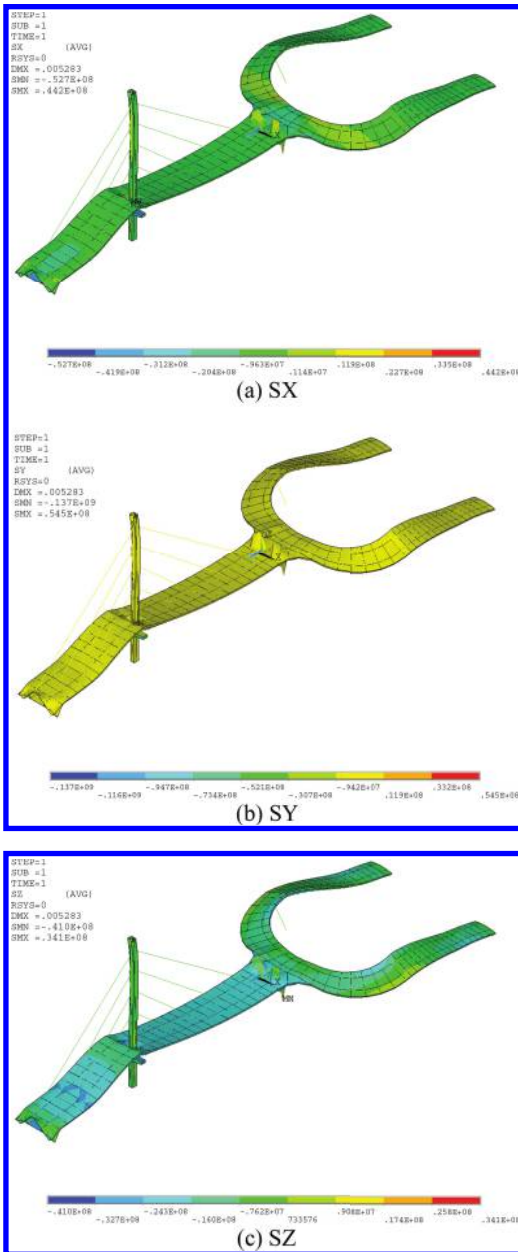 STEP=1
SUB =1
TIME=1
SX (AVG)
RSYS=0
DMX =.005283
SMN =-.527E+08
SMX =.442E+08
-.527E+08 -.312E+08 -.963E+07 .119E+08 .335E+08
-.419E+08 -.204E+08 .114E+07 .227E+08 .442E+08
(a) SX
STEP=1
SUB =1
TIME=1
SY (AVG)
RSYS=0
DMX =.005283
SMN =-.137E+09
SMX =.545E+08
-.137E+09 -.947E+08 -.521E+08 -.942E+07 .332E+08
-.116E+09 -.734E+08 -.307E+08 .119E+08 .545E+08
(b) SY
STEP=1
SUB =1
TIME=1
SZ (AVG)
RSYS=0
DMX =.005283
SMN =-.410E+08
SMX =.341E+08
-.410E+08 -.243E+08 -.762E+07 .908E+07 .258E+08
-.327E+08 -.160E+08 733576 .174E+08 .341E+08
(c) SZ